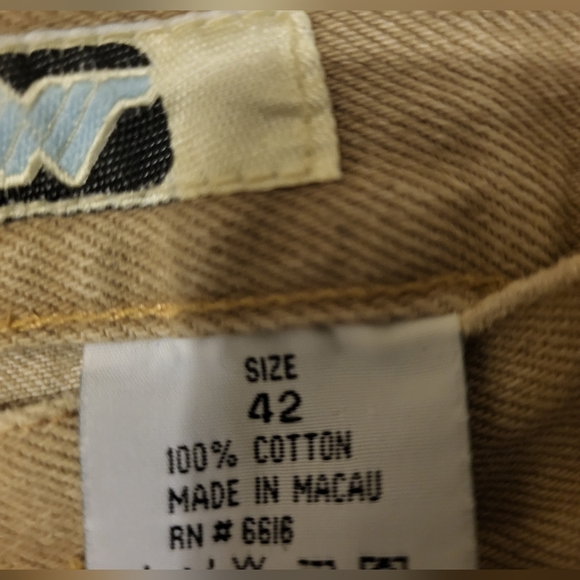 SIZE
42
100% COTTON
MADE IN MACAU
RN # 6616